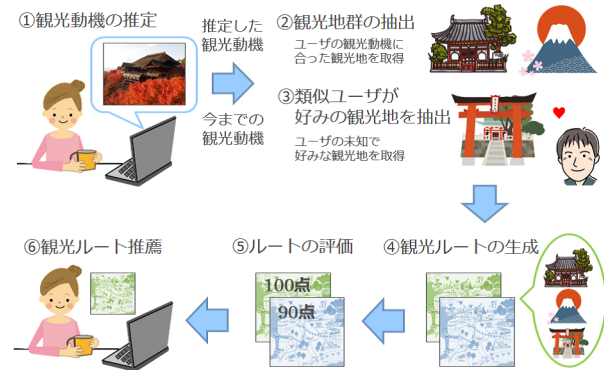 ①観光動機の推定
推定した
観光動機
今までの
観光動機
②観光地群の抽出
ユーザの観光動機に
合った観光地を取得
③類似ユーザが
好みの観光地を抽出
ユーザの未知で
好みな観光地を取得
④観光ルートの生成
⑤ルートの評価
100点
90点
⑥観光ルート推薦